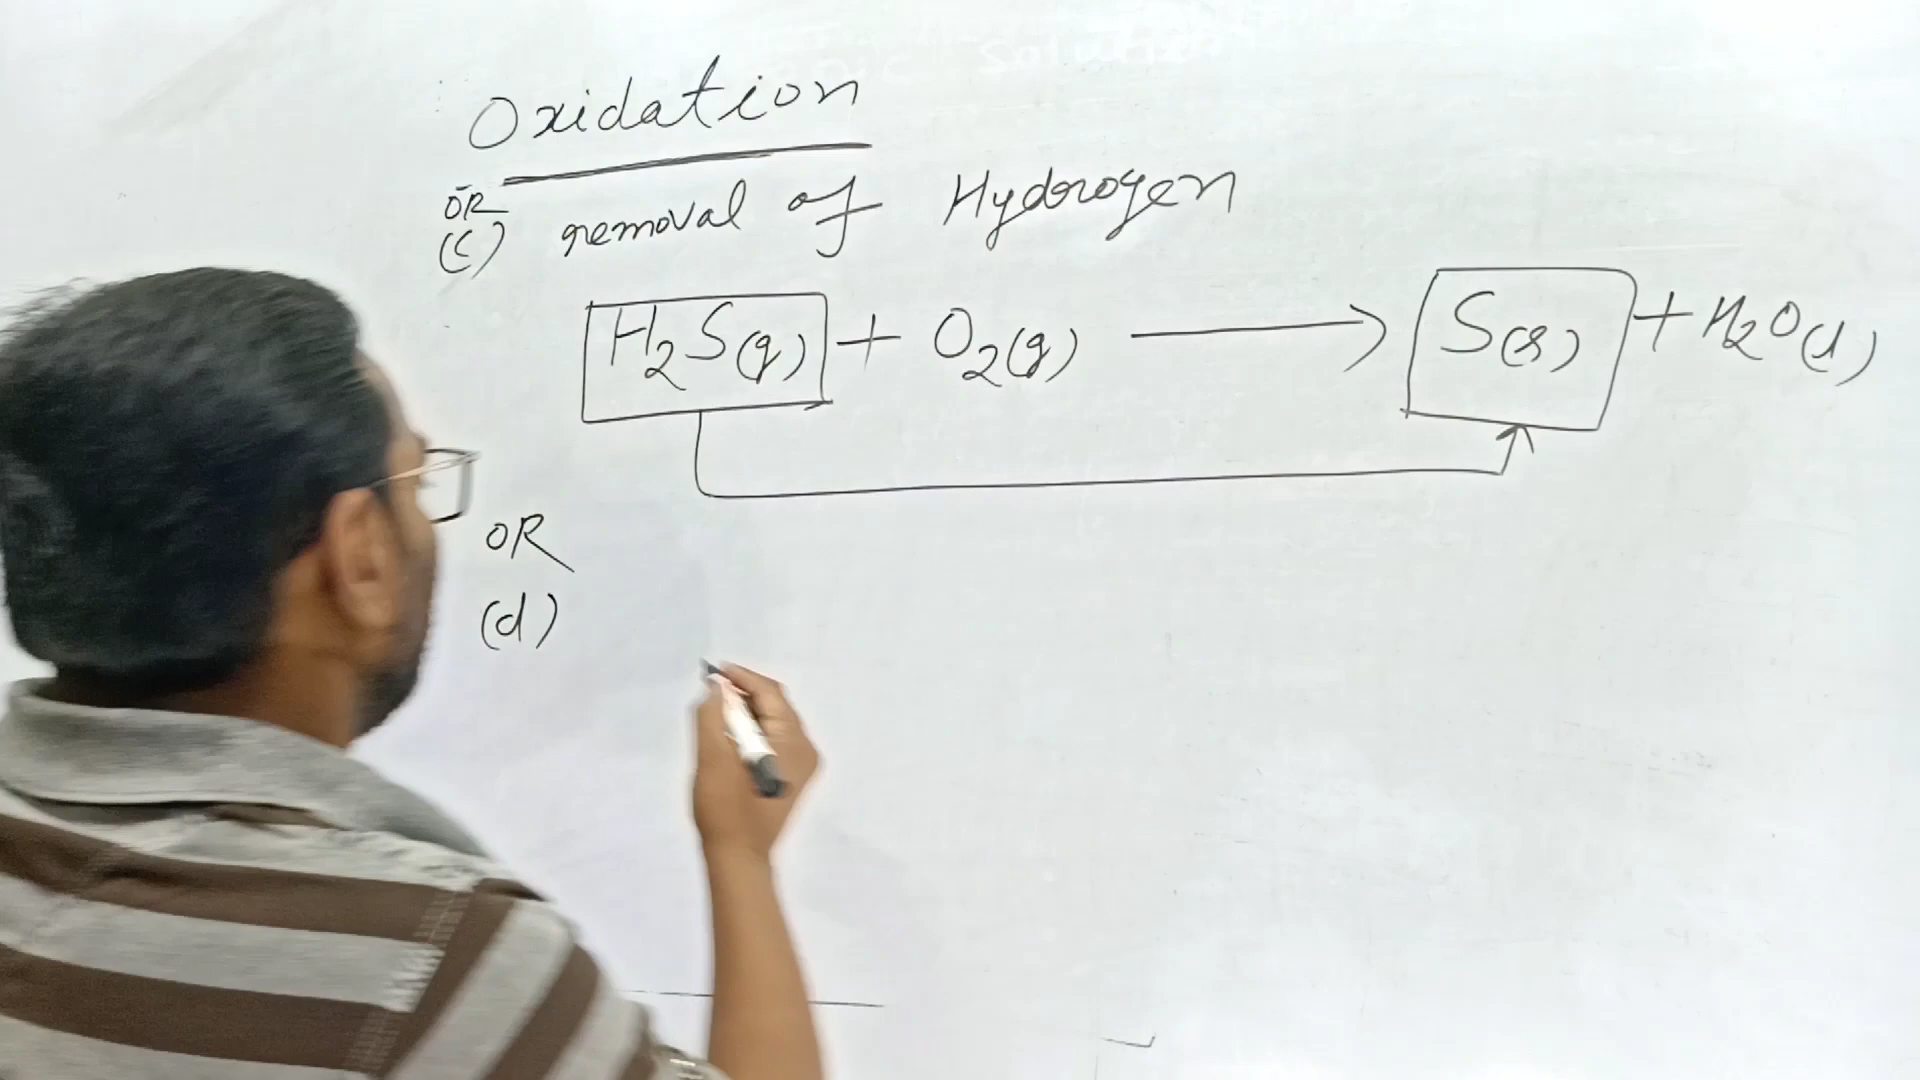 Oxidation
OR
(c) removal of Hydrogen
H2S(g) + O2(g) → S(s) + H2O(l)
OR
(d)